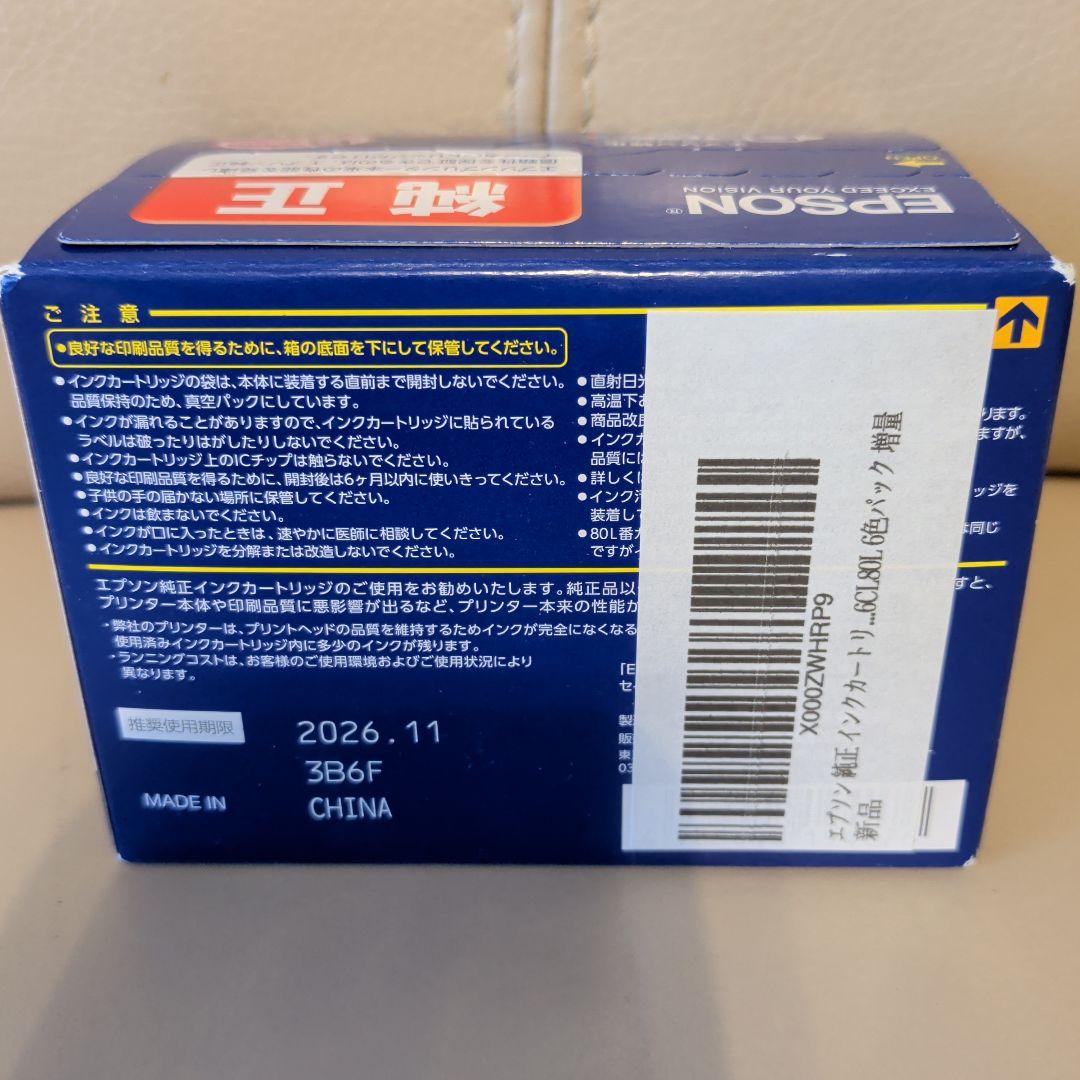 EPSON®
EXCEED YOUR VISION
純正
OPEN
ご注意
●良好な印刷品質を得るために、箱の底面を下にして保管してください。
●インクカートリッジの袋は、本体に装着する直前まで開封しないでください。
品質保持のため、真空パックにしています。
●インクが漏れることがありますので、インクカートリッジに貼られている
ラベルは破ったりはがしたりしないでください。
●インクカートリッジ上のICチップは触らないでください。
●良好な印刷品質を得るために、開封後は6ヶ月以内に使いきってください。
●子供の手の届かない場所に保管してください。
●インクは飲まないでください。
●インクが口に入ったときは、速やかに医師に相談してください。
●インクカートリッジを分解または改造しないでください。
●直射日光
●高温下
●商品改良
●インクカ
品質に
●詳しくは
●インク
装着して
●80L番
ですが
ります。
ますが、
ッジを
は同じ
エプソン純正インクカートリッジのご使用をお勧めいたします。純正品以
すと、
プリンター本体や印刷品質に悪影響が出るなど、プリンター本来の性能が
・弊社のプリンターは、プリントヘッドの品質を維持するためインクが完全になくなる
使用済みインクカートリッジ内に多少のインクが残ります。
・ランニングコストは、お客様のご使用環境およびご使用状況により
異なります。
「E
セイ
製
販
東
03
推奨使用期限
2026.11
3B6F
MADE IN
CHINA
X000ZWHRP9
エプソン 純正 インクカートリ...6CL80L 6色パック 増量
新品